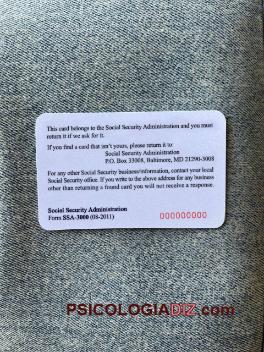 This card belongs to the Social Security Administration and you must
return it if we ask for it.
If you find a card that isn't yours, please return it to:
Social Security Administration
P.O. Box 33008, Baltimore, MD 21290-3008
For any other Social Security business/information, contact your local
Social Security office. If you write to the above address for any business
other than returning a found card you will not receive a response.
Social Security Administration
Form SSA-3000 (08-2011)
000000000
PSICOLOGIADIZ.com